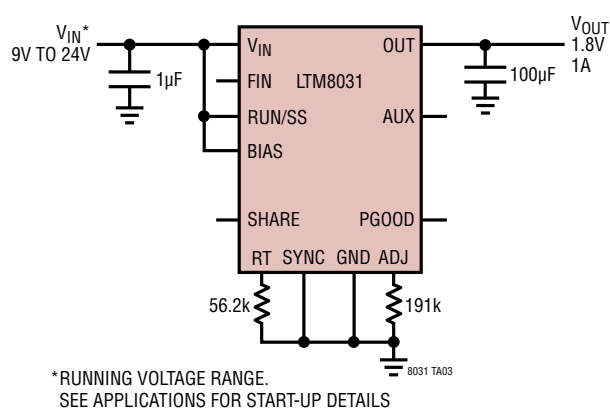 VIN*
9V TO 24V
1µF
VIN
FIN
RUN/SS
BIAS
SHARE
LTM8031
OUT
AUX
PGOOD
RT SYNC GND ADJ
VOUT
1.8V
1A
100µF
56.2k
191k
8031 TA03
*RUNNING VOLTAGE RANGE.
SEE APPLICATIONS FOR START-UP DETAILS